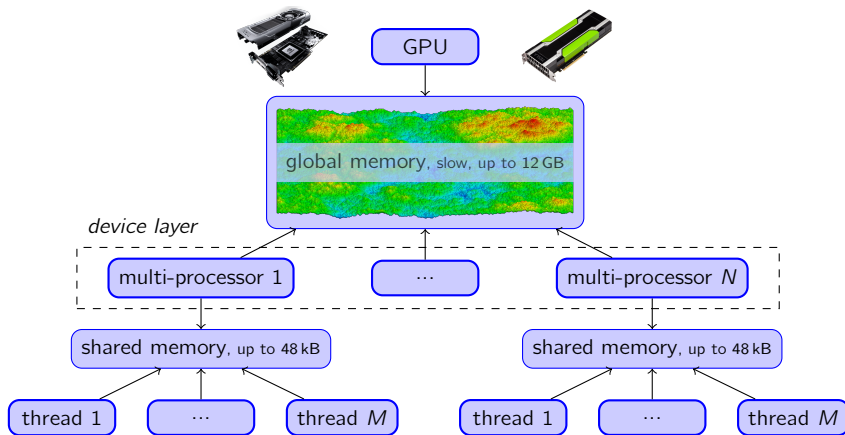 GPU
global memory, slow, up to 12 GB
device layer
multi-processor 1
...
multi-processor N
shared memory, up to 48 kB
shared memory, up to 48 kB
thread 1
...
thread M
thread 1
...
thread M